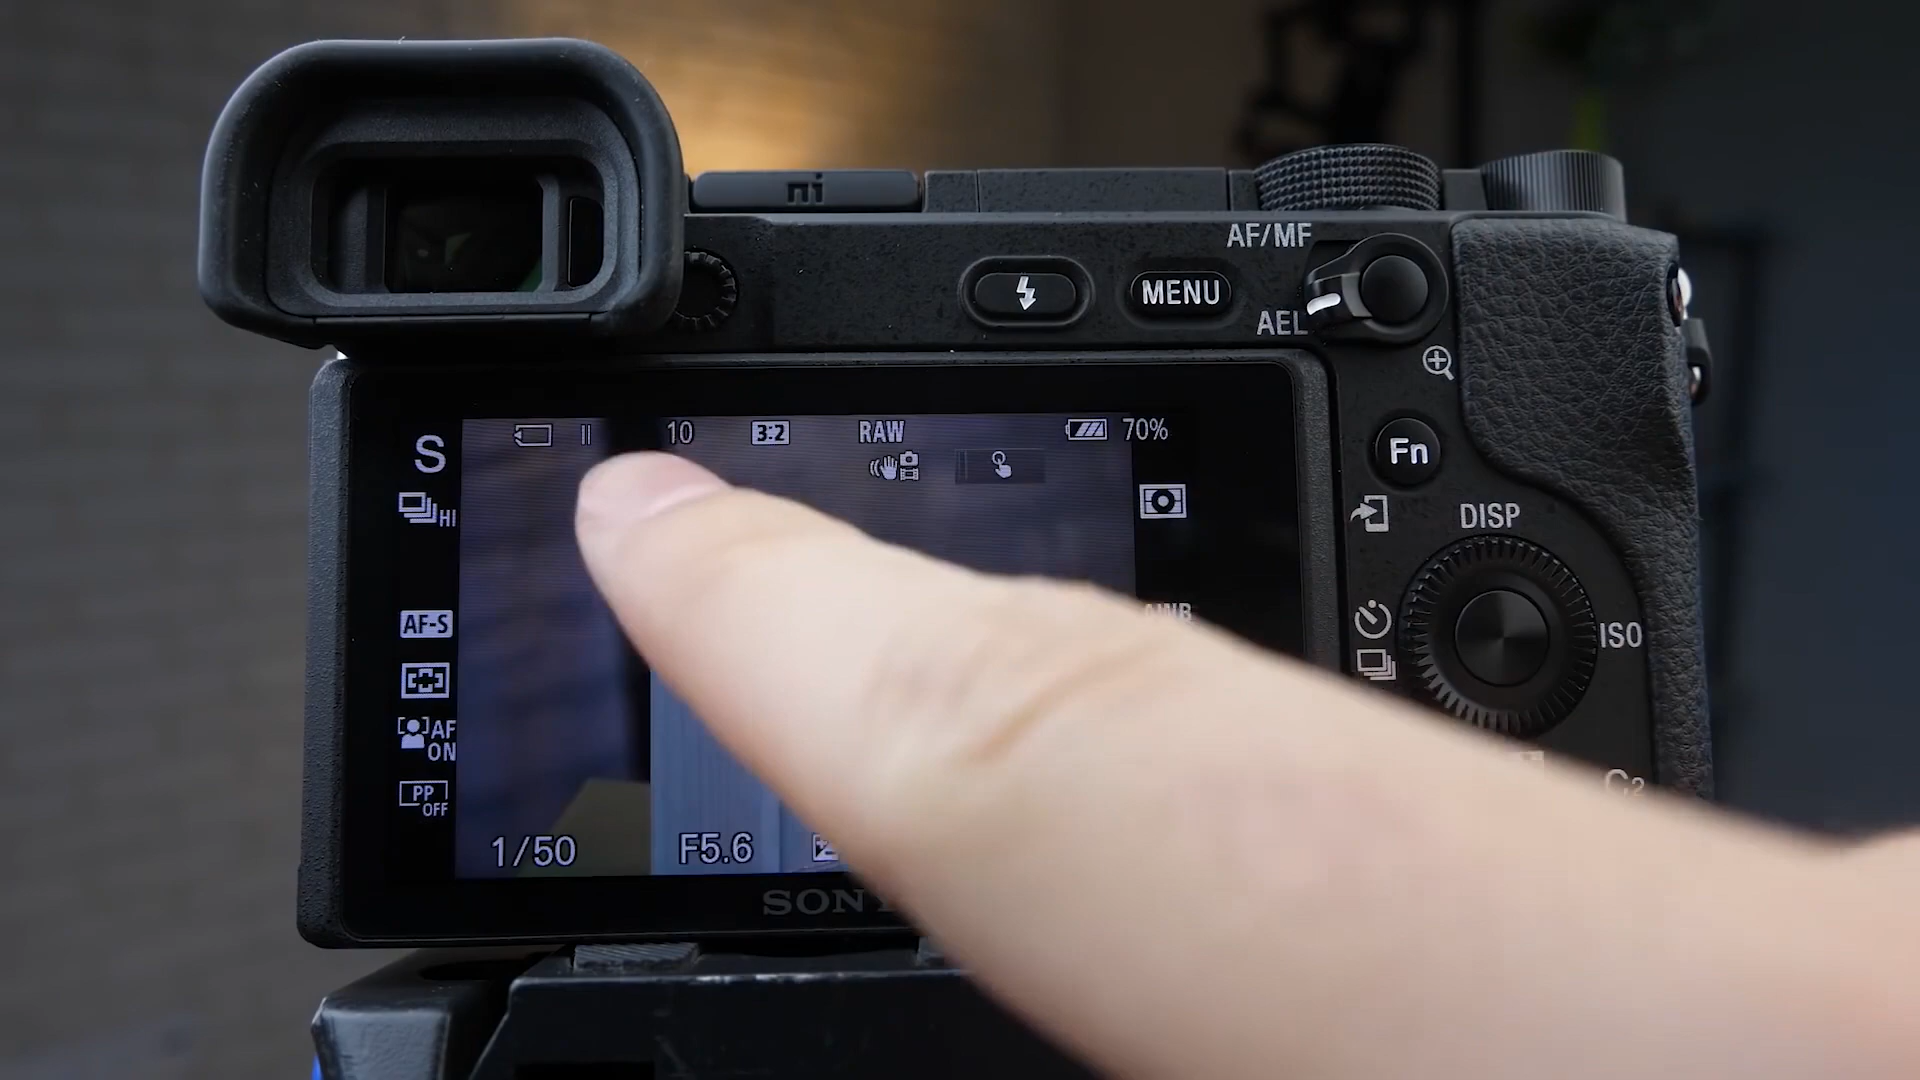 AF/MF
MENU
AEL
Fn
DISP
ISO
S
10
3:2
RAW
70%
HI
AF-S
AF
ON
PP
OFF
1/50
F5.6